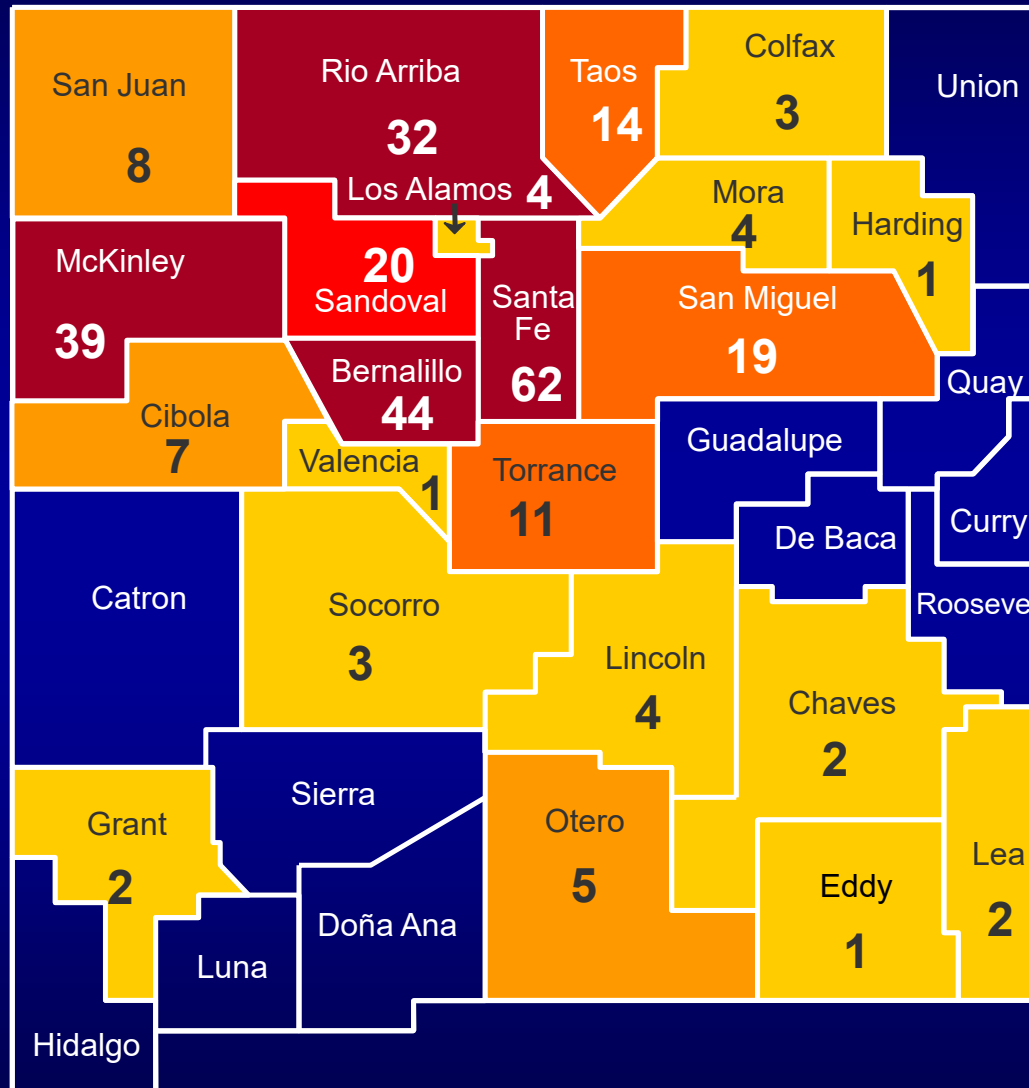 San Juan
8
Rio Arriba
32
Taos
14
Colfax
3
Union
Los Alamos 4
↓
Mora
4
Harding
1
McKinley
39
20
Sandoval
Santa
Fe
62
San Miguel
19
Bernalillo
44
Quay
Cibola
7
Valencia
1
Torrance
11
Guadalupe
De Baca
Curry
Catron
Socorro
3
Rooseve
Lincoln
4
Chaves
2
Sierra
Grant
2
Otero
5
Lea
2
Eddy
1
Doña Ana
Luna
Hidalgo